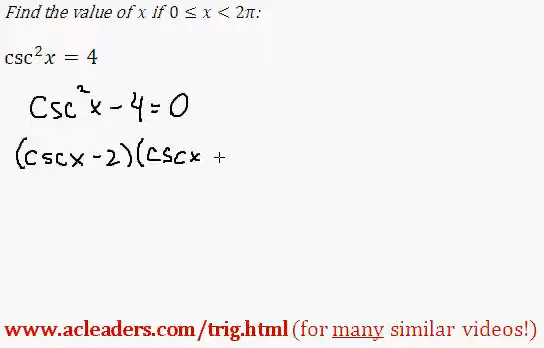 Find the value of x if 0 ≤ x < 2π:
csc²x = 4
csc²x - 4 = 0
(cscx - 2)(cscx +
www.acleaders.com/trig.html (for many similar videos!)